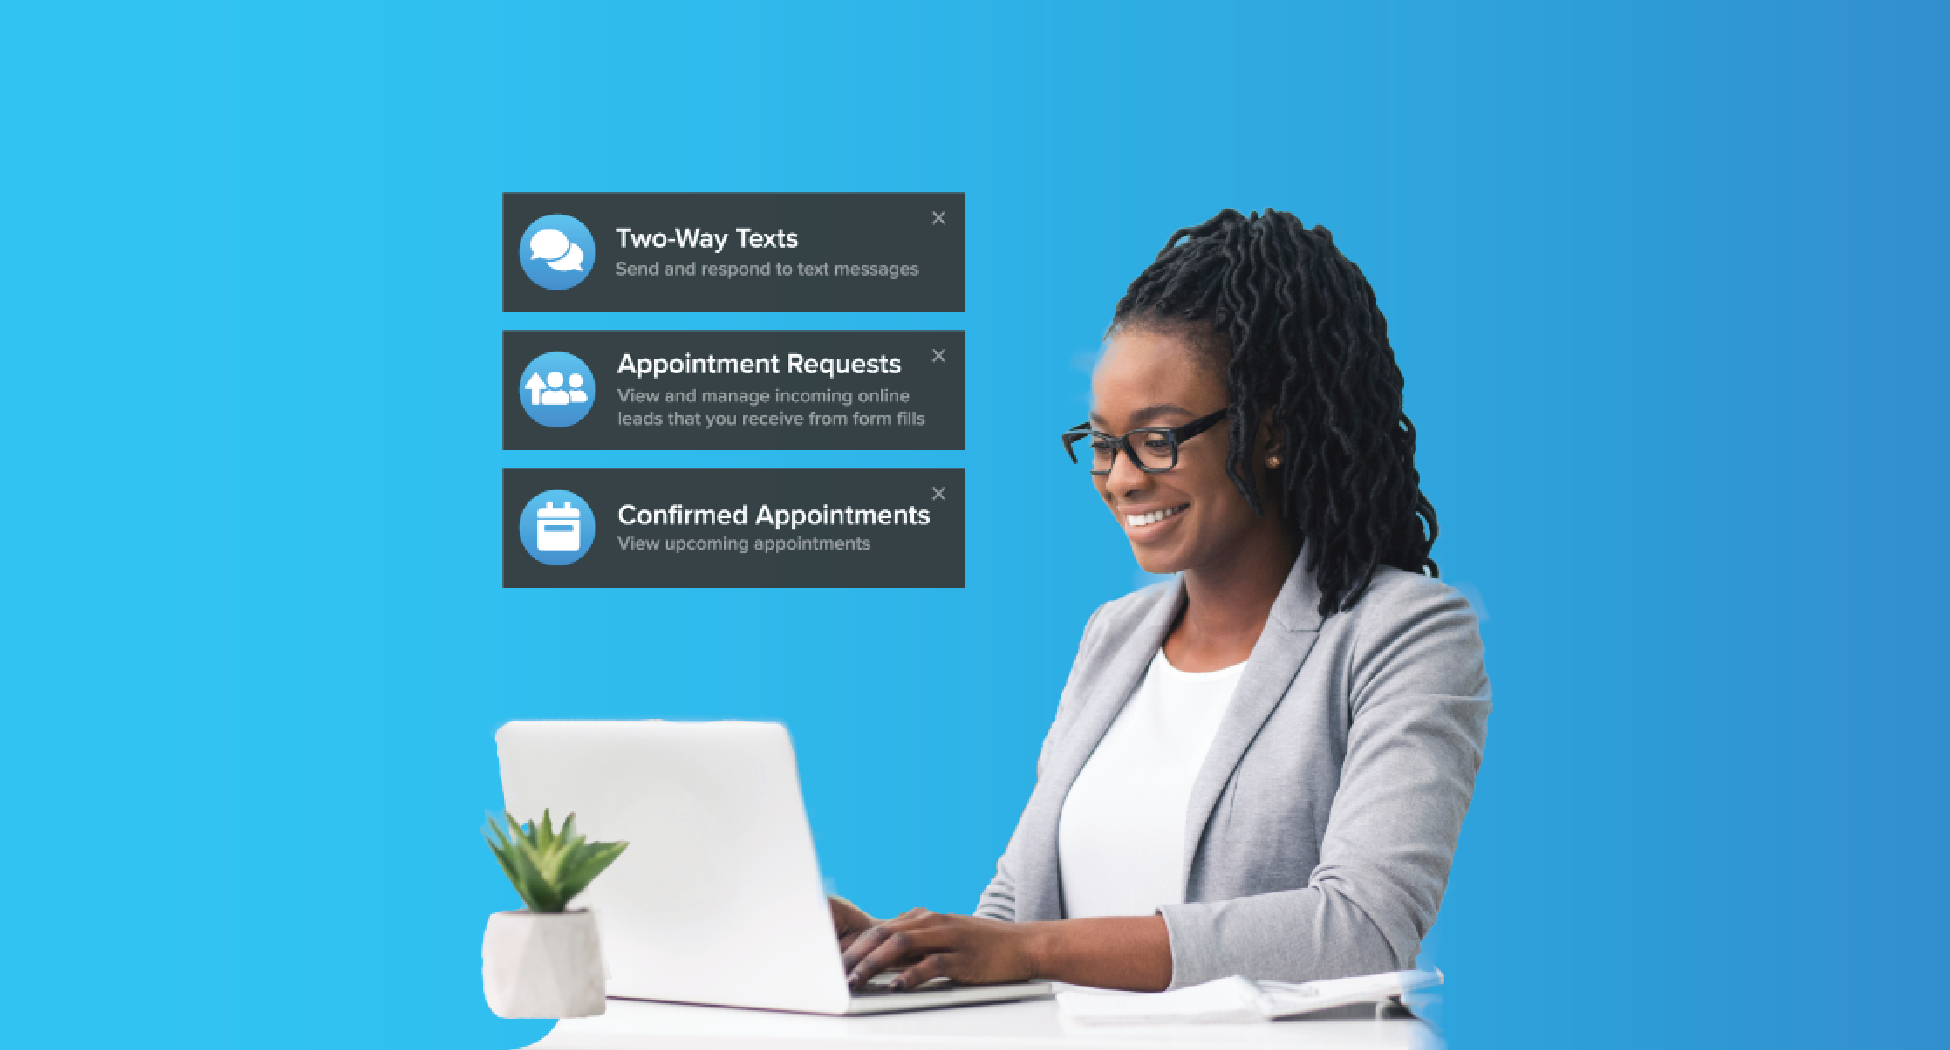 Two-Way Texts
Send and respond to text messages
Appointment Requests
View and manage incoming online
leads that you receive from form fills
Confirmed Appointments
View upcoming appointments